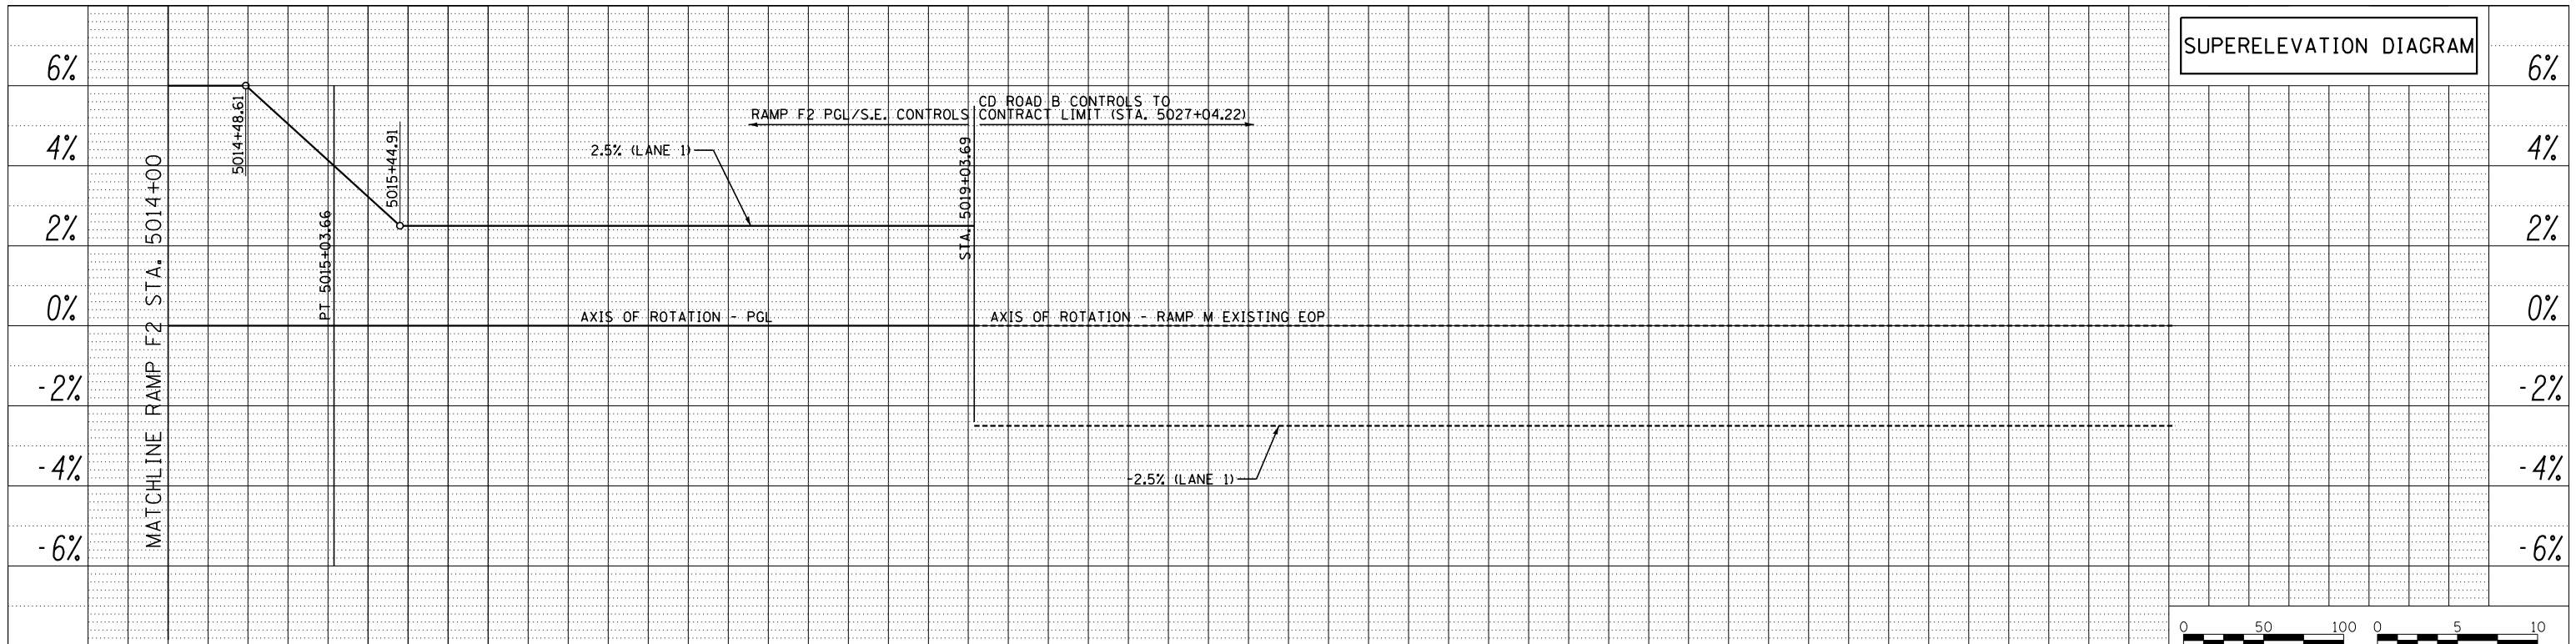 SUPERELEVATION DIAGRAM
6%
6%
5014+48.61
CD ROAD B CONTROLS TO
RAMP F2 PGL/S.E. CONTROLS
CONTRACT LIMIT (STA. 5027+04.22)
5015+44.91
4%
2.5% (LANE 1)
4%
MATCHLINE RAMP F2 STA. 5014+00
PT 5015+03.66
STA. 5019+03.69
2%
2%
0%
AXIS OF ROTATION - PGL
AXIS OF ROTATION - RAMP M EXISTING EOP
0%
-2%
-2%
-4%
-2.5% (LANE 1)
-4%
-6%
-6%
0 50 100
0 5 10